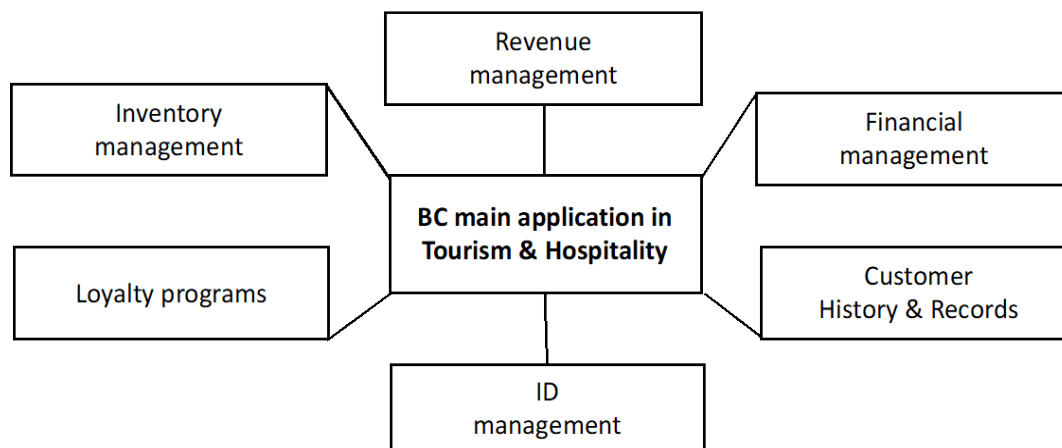 Revenue
management
Inventory
management
Financial
management
BC main application in
Tourism & Hospitality
Loyalty programs
Customer
History & Records
ID
management